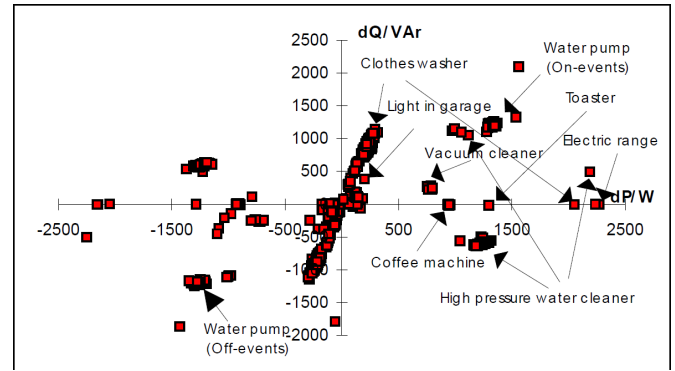 dQ/VAr
2500
Water pump
(On-events)
2000
Clothes washer
1500
Light in garage
Toaster
1000
Electric range
Vacuum cleaner
500
0
dP/W
-2500
-1500
-500
500
1500
2500
-500
Coffee machine
-1000
High pressure water cleaner
-1500
Water pump
(Off-events)
-2000